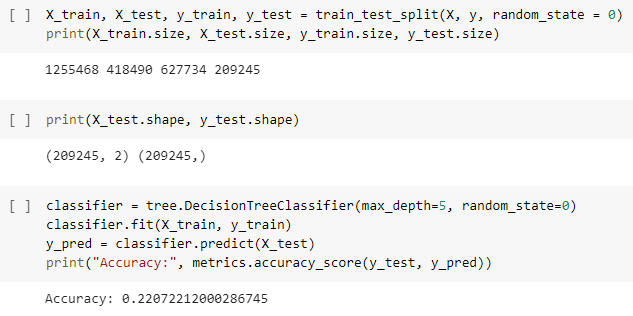 [ ] X_train, X_test, y_train, y_test = train_test_split(X, y, random_state = 0)
print(X_train.size, X_test.size, y_train.size, y_test.size)
1255468 418490 627734 209245
[ ] print(X_test.shape, y_test.shape)
(209245, 2) (209245,)
[ ] classifier = tree.DecisionTreeClassifier(max_depth=5, random_state=0)
classifier.fit(X_train, y_train)
y_pred = classifier.predict(X_test)
print("Accuracy:", metrics.accuracy_score(y_test, y_pred))
Accuracy: 0.22072212000286745